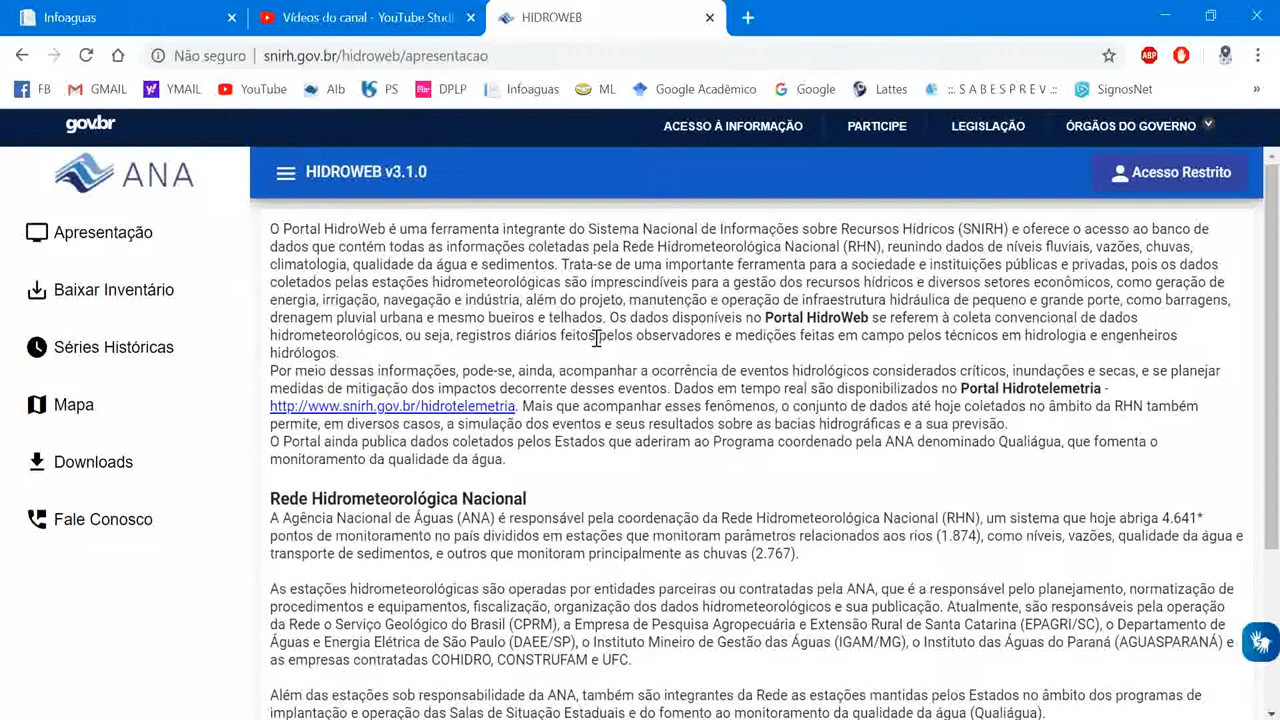 Infoaguas
Vídeos do canal - YouTube Stud
HIDROWEB
Não seguro | snirh.gov.br/hidroweb/apresentacao
ABP
FB GMAIL YMAIL YouTube Alb PS DPLP Infoaguas ML Google Acadêmico Google Lattes .:: S A B E S P R E V ::. SignosNet »
gov.br ACESSO À INFORMAÇÃO PARTICIPE LEGISLAÇÃO ÓRGÃOS DO GOVERNO
ANA
HIDROWEB v3.1.0
Acesso Restrito
Apresentação
Baixar Inventário
Séries Históricas
Mapa
Downloads
Fale Conosco
O Portal HidroWeb é uma ferramenta integrante do Sistema Nacional de Informações sobre Recursos Hídricos (SNIRH) e oferece o acesso ao banco de
dados que contém todas as informações coletadas pela Rede Hidrometeorológica Nacional (RHN), reunindo dados de níveis fluviais, vazões, chuvas,
climatologia, qualidade da água e sedimentos. Trata-se de uma importante ferramenta para a sociedade e instituições públicas e privadas, pois os dados
coletados pelas estações hidrometeorológicas são imprescindíveis para a gestão dos recursos hídricos e diversos setores econômicos, como geração de
energia, irrigação, navegação e indústria, além do projeto, manutenção e operação de infraestrutura hidráulica de pequeno e grande porte, como barragens,
drenagem pluvial urbana e mesmo bueiros e telhados. Os dados disponíveis no Portal HidroWeb se referem à coleta convencional de dados
hidrometeorológicos, ou seja, registros diários feitos pelos observadores e medições feitas em campo pelos técnicos em hidrologia e engenheiros
hidrólogos.
Por meio dessas informações, pode-se, ainda, acompanhar a ocorrência de eventos hidrológicos considerados críticos, inundações e secas, e se planejar
medidas de mitigação dos impactos decorrente desses eventos. Dados em tempo real são disponibilizados no Portal Hidrotelemetria -
http://www.snirh.gov.br/hidrotelemetria. Mais que acompanhar esses fenômenos, o conjunto de dados até hoje coletados no âmbito da RHN também
permite, em diversos casos, a simulação dos eventos e seus resultados sobre as bacias hidrográficas e a sua previsão.
O Portal ainda publica dados coletados pelos Estados que aderiram ao Programa coordenado pela ANA denominado Qualiágua, que fomenta o
monitoramento da qualidade da água.
Rede Hidrometeorológica Nacional
A Agência Nacional de Águas (ANA) é responsável pela coordenação da Rede Hidrometeorológica Nacional (RHN), um sistema que hoje abriga 4.641*
pontos de monitoramento no país divididos em estações que monitoram parâmetros relacionados aos rios (1.874), como níveis, vazões, qualidade da água e
transporte de sedimentos, e outros que monitoram principalmente as chuvas (2.767).
As estações hidrometeorológicas são operadas por entidades parceiras ou contratadas pela ANA, que é a responsável pelo planejamento, normatização de
procedimentos e equipamentos, fiscalização, organização dos dados hidrometeorológicos e sua publicação. Atualmente, são responsáveis pela operação
da Rede o Serviço Geológico do Brasil (CPRM), a Empresa de Pesquisa Agropecuária e Extensão Rural de Santa Catarina (EPAGRI/SC), o Departamento de
Águas e Energia Elétrica de São Paulo (DAEE/SP), o Instituto Mineiro de Gestão das Águas (IGAM/MG), o Instituto das Águas do Paraná (AGUASPARANÁ) e
as empresas contratadas COHIDRO, CONSTRUFAM e UFC.
Além das estações sob responsabilidade da ANA, também são integrantes da Rede as estações mantidas pelos Estados no âmbito dos programas de
implantação e operação das Salas de Situação Estaduais e do fomento ao monitoramento da qualidade da água (Qualiágua).